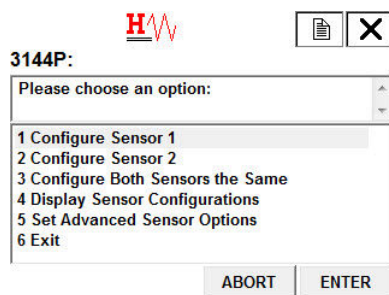 H
3144P:
Please choose an option:
1 Configure Sensor 1
2 Configure Sensor 2
3 Configure Both Sensors the Same
4 Display Sensor Configurations
5 Set Advanced Sensor Options
6 Exit
ABORT ENTER